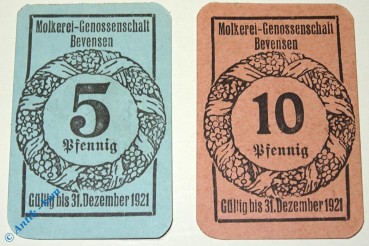 Molkerei-Genossenschaft
Bevensen
5
Pfennig
Gültig bis 31. Dezember 1921
Molkerei-Genossenschaft
Bevensen
10
Pfennig
Gültig bis 31. Dezember 1921